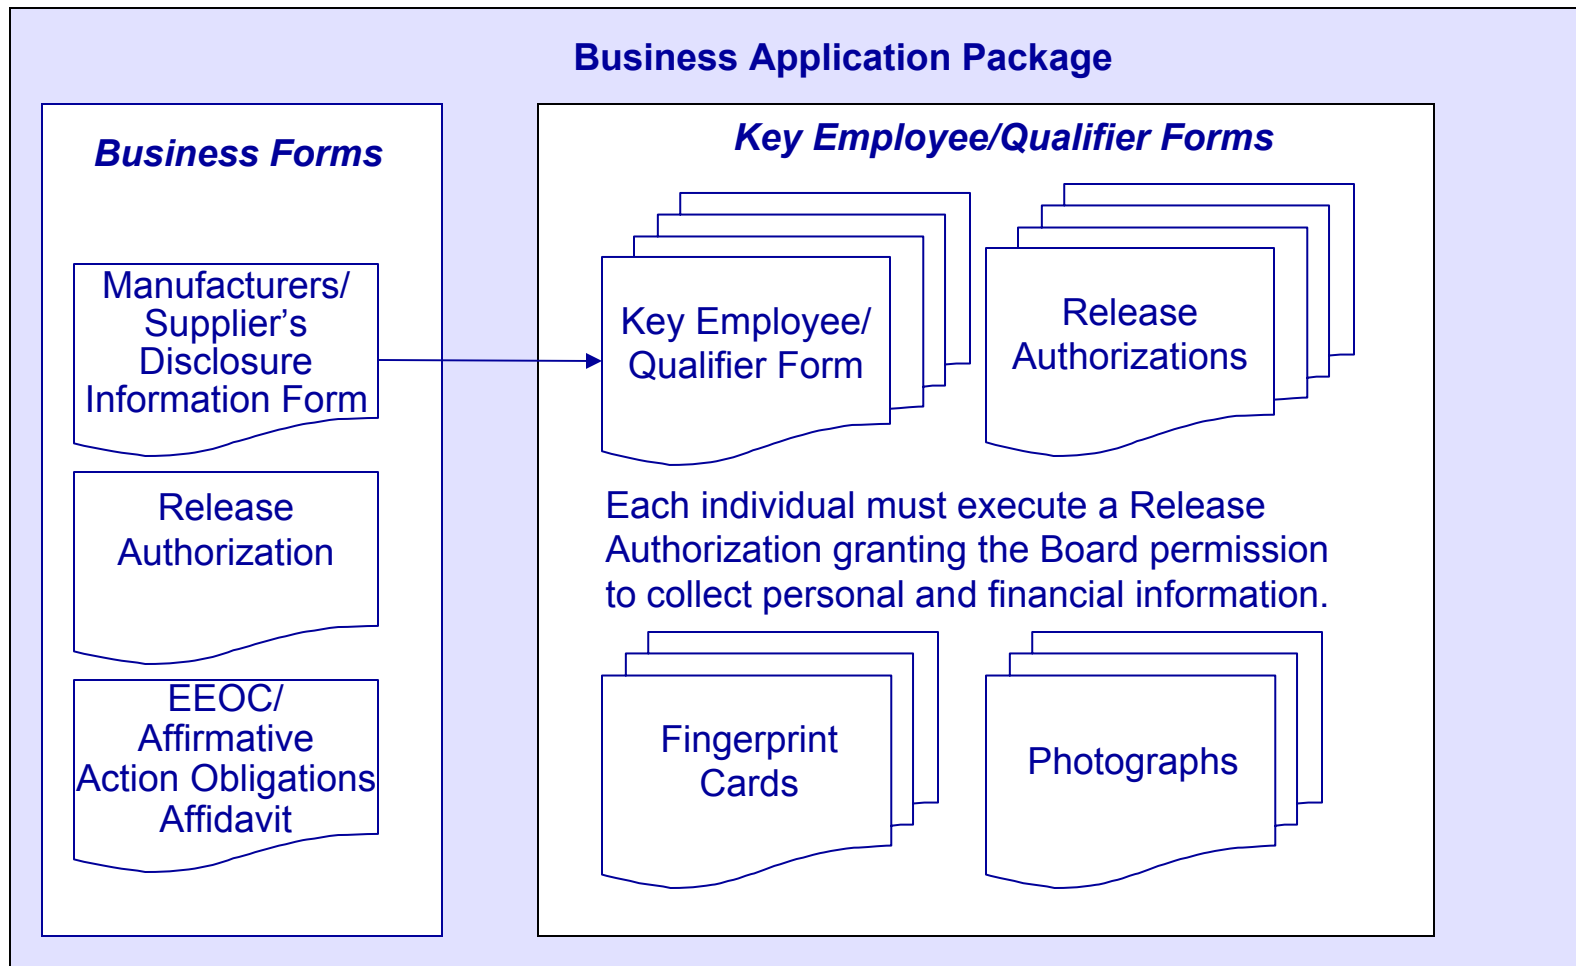 Business Application Package
Business Forms
Manufacturers/
Supplier’s
Disclosure
Information Form
Release
Authorization
EEOC/
Affirmative
Action Obligations
Affidavit
Key Employee/Qualifier Forms
Key Employee/
Qualifier Form
Release
Authorizations
Each individual must execute a Release
Authorization granting the Board permission
to collect personal and financial information.
Fingerprint
Cards
Photographs